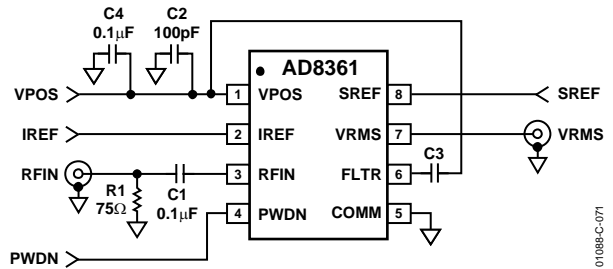 C4
0.1μF
C2
100pF
AD8361
VPOS
1
VPOS
SREF
8
SREF
IREF
2
IREF
VRMS
7
VRMS
C3
RFIN
3
RFIN
FLTR
6
R1
75Ω
C1
0.1μF
4
PWDN
COMM
5
PWDN
01088-C-071